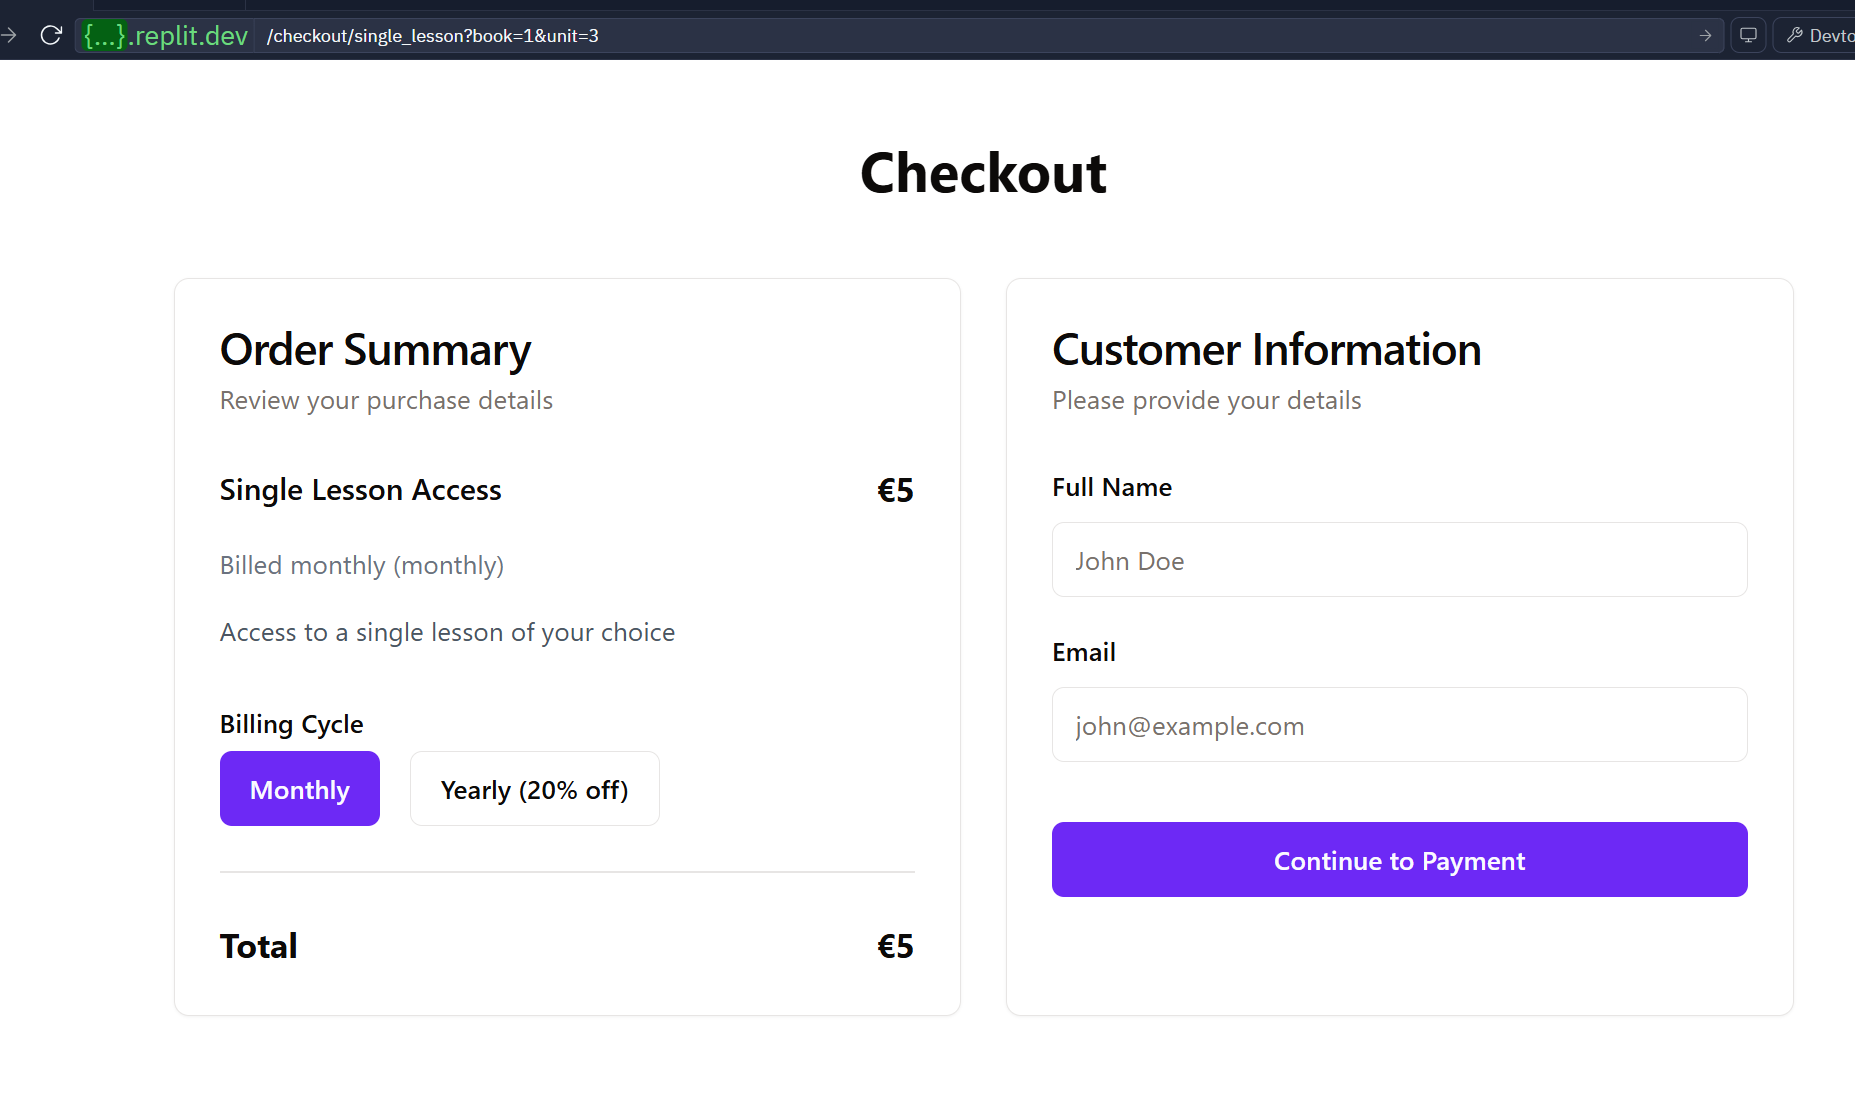 {...}.replit.dev /checkout/single_lesson?book=1&unit=3
Checkout
Order Summary
Review your purchase details
Single Lesson Access €5
Billed monthly (monthly)
Access to a single lesson of your choice
Billing Cycle
Monthly Yearly (20% off)
Total €5
Customer Information
Please provide your details
Full Name
John Doe
Email
john@example.com
Continue to Payment